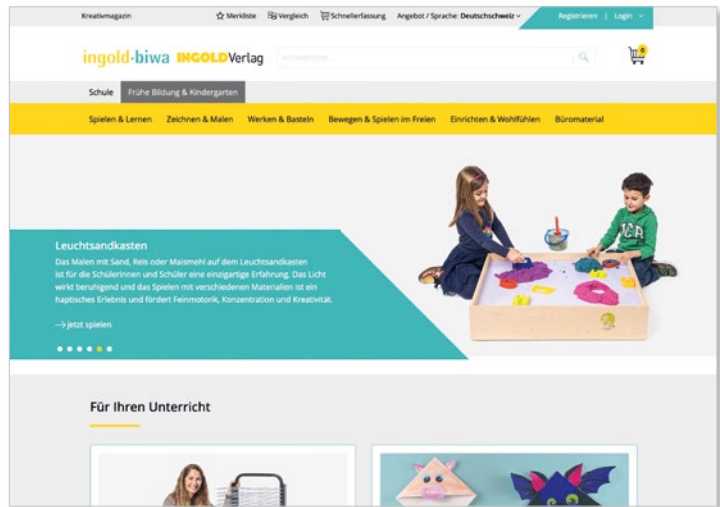 Kreativmagazin Merkliste Vergleich Schnellerfassung Angebot / Sprache: Deutschschweiz Registrieren | Login
ingold-biwa INGOLDVerlag Artikelsuche... 0
Schule Frühe Bildung & Kindergarten
Spielen & Lernen Zeichnen & Malen Werken & Basteln Bewegen & Spielen im Freien Einrichten & Wohlfühlen Büromaterial
Leuchtsandkasten
Das Malen mit Sand, Reis oder Maismehl auf dem Leuchtsandkasten
ist für die Schülerinnen und Schüler eine einzigartige Erfahrung. Das Licht
wirkt beruhigend und das Spielen mit verschiedenen Materialien ist ein
haptisches Erlebnis und fördert Feinmotorik, Konzentration und Kreativität.
→ Jetzt spielen
Für Ihren Unterricht